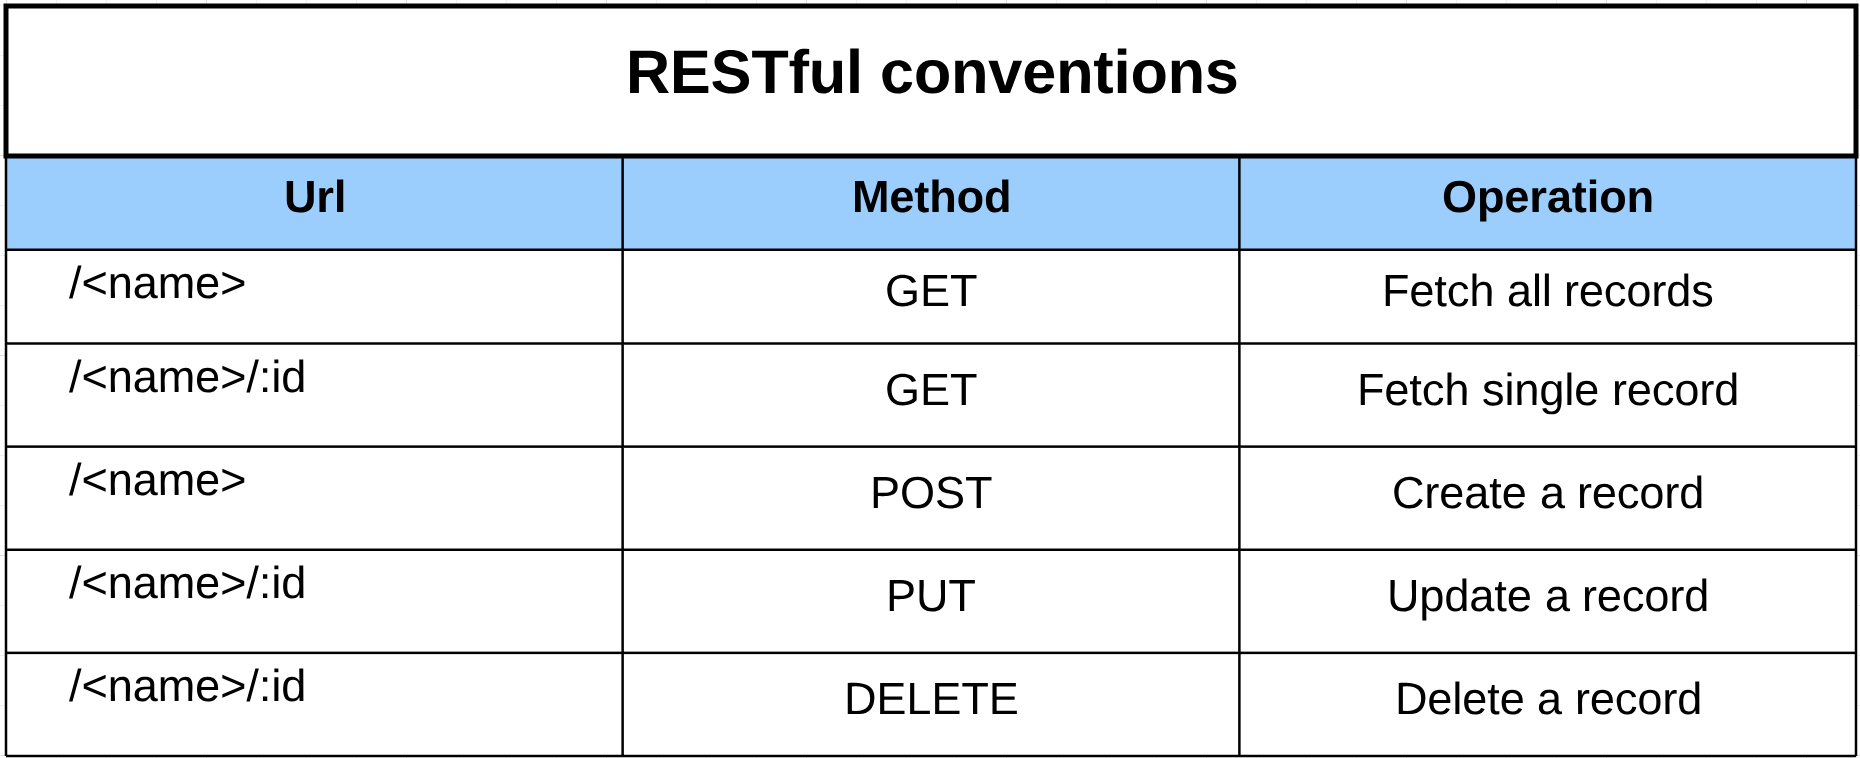 RESTful conventions
Url Method Operation
/<name> GET Fetch all records
/<name>/:id GET Fetch single record
/<name> POST Create a record
/<name>/:id PUT Update a record
/<name>/:id DELETE Delete a record